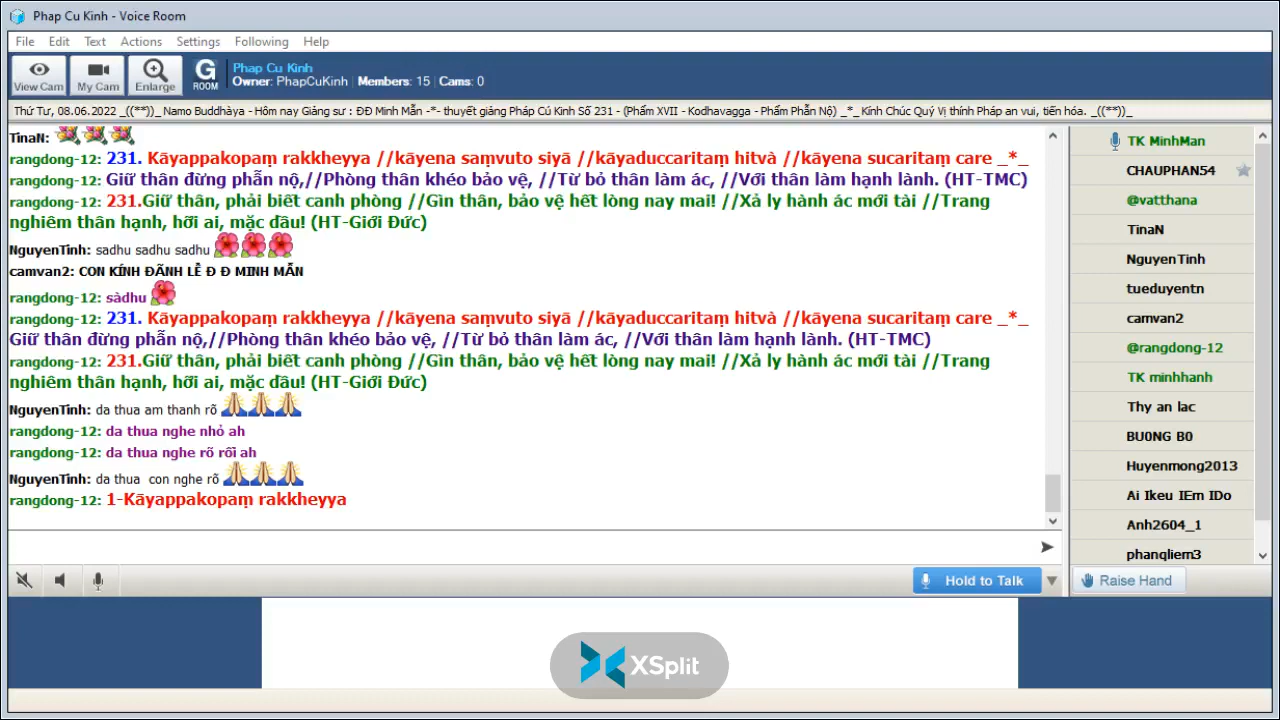 Phap Cu Kinh - Voice Room
File Edit Text Actions Settings Following Help
View Cam My Cam Enlarge G ROOM
Phap Cu Kinh
Owner: PhapCuKinh | Members: 15 | Cams: 0
Thứ Tư, 08.06.2022 _((**))_ Namo Buddhàya - Hôm nay Giảng sư : ĐĐ Minh Mẫn -*- thuyết giảng Pháp Cú Kinh Số 231 - (Phẩm XVII - Kodhavagga - Phẩm Phẫn Nộ) _*_ Kính Chúc Quý Vị thính Pháp an vui, tiến hóa. _((**))_
TinaN:
rangdong-12: 231. Kāyappakopaṃ rakkheyya //kāyena saṃvuto siyā //kāyaduccaritaṃ hitvà //kāyena sucaritaṃ care _*_
rangdong-12: Giữ thân đừng phẫn nộ,//Phòng thân khéo bảo vệ, //Từ bỏ thân làm ác, //Với thân làm hạnh lành. (HT-TMC)
rangdong-12: 231.Giữ thân, phải biết canh phòng //Gìn thân, bảo vệ hết lòng nay mai! //Xả ly hành ác mới tài //Trang
nghiêm thân hạnh, hỡi ai, mặc dầu! (HT-Giới Đức)
NguyenTinh: sadhu sadhu sadhu
camvan2: CON KÍNH ĐÃNH LỄ Đ Đ MINH MẪN
rangdong-12: sàdhu
rangdong-12: 231. Kāyappakopaṃ rakkheyya //kāyena saṃvuto siyā //kāyaduccaritaṃ hitvà //kāyena sucaritaṃ care _*_
Giữ thân đừng phẫn nộ,//Phòng thân khéo bảo vệ, //Từ bỏ thân làm ác, //Với thân làm hạnh lành. (HT-TMC)
rangdong-12: 231.Giữ thân, phải biết canh phòng //Gìn thân, bảo vệ hết lòng nay mai! //Xả ly hành ác mới tài //Trang
nghiêm thân hạnh, hỡi ai, mặc dầu! (HT-Giới Đức)
NguyenTinh: da thua am thanh rõ
rangdong-12: da thua nghe nhỏ ah
rangdong-12: da thua nghe rõ rồi ah
NguyenTinh: da thua con nghe rõ
rangdong-12: 1-Kāyappakopaṃ rakkheyya
TK MinhMan
CHAUPHAN54
@vatthana
TinaN
NguyenTinh
tueduyentn
camvan2
@rangdong-12
TK minhhanh
Thy an lac
BU0NG B0
Huyenmong2013
Ai Ikeu IEm IDo
Anh2604_1
phangliem3
Hold to Talk
Raise Hand
XSplit